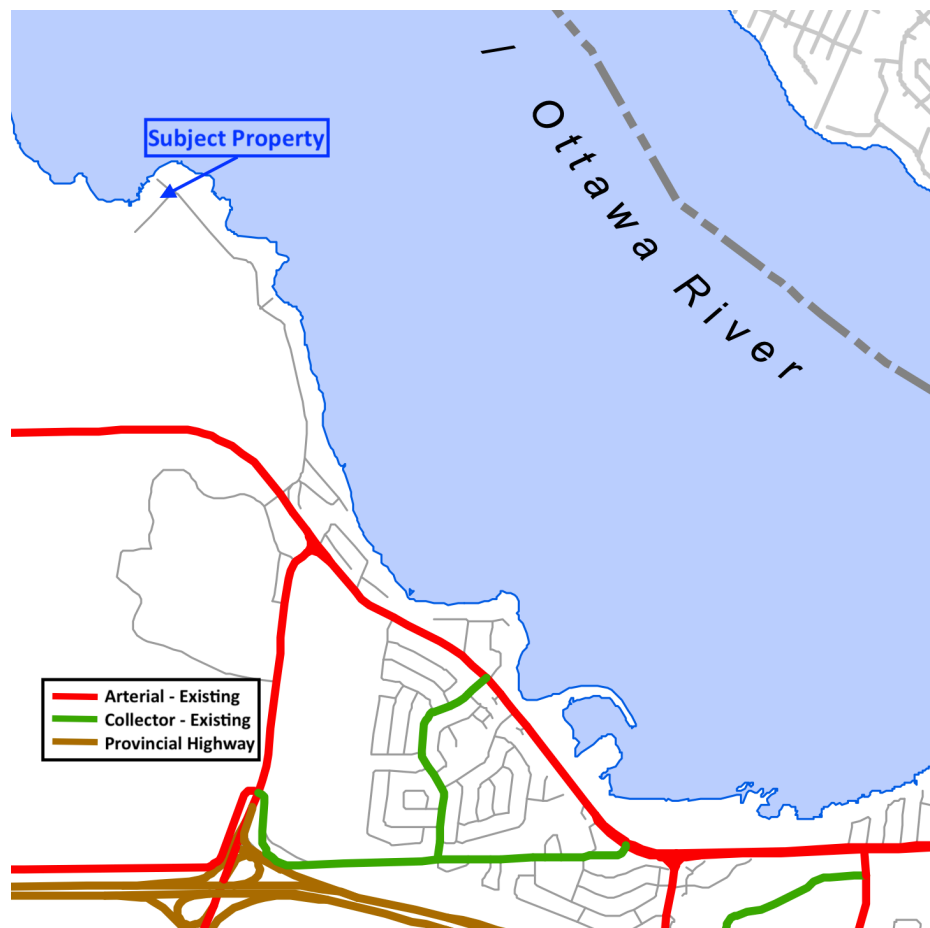 / Ottawa River
Subject Property
Arterial - Existing
Collector - Existing
Provincial Highway